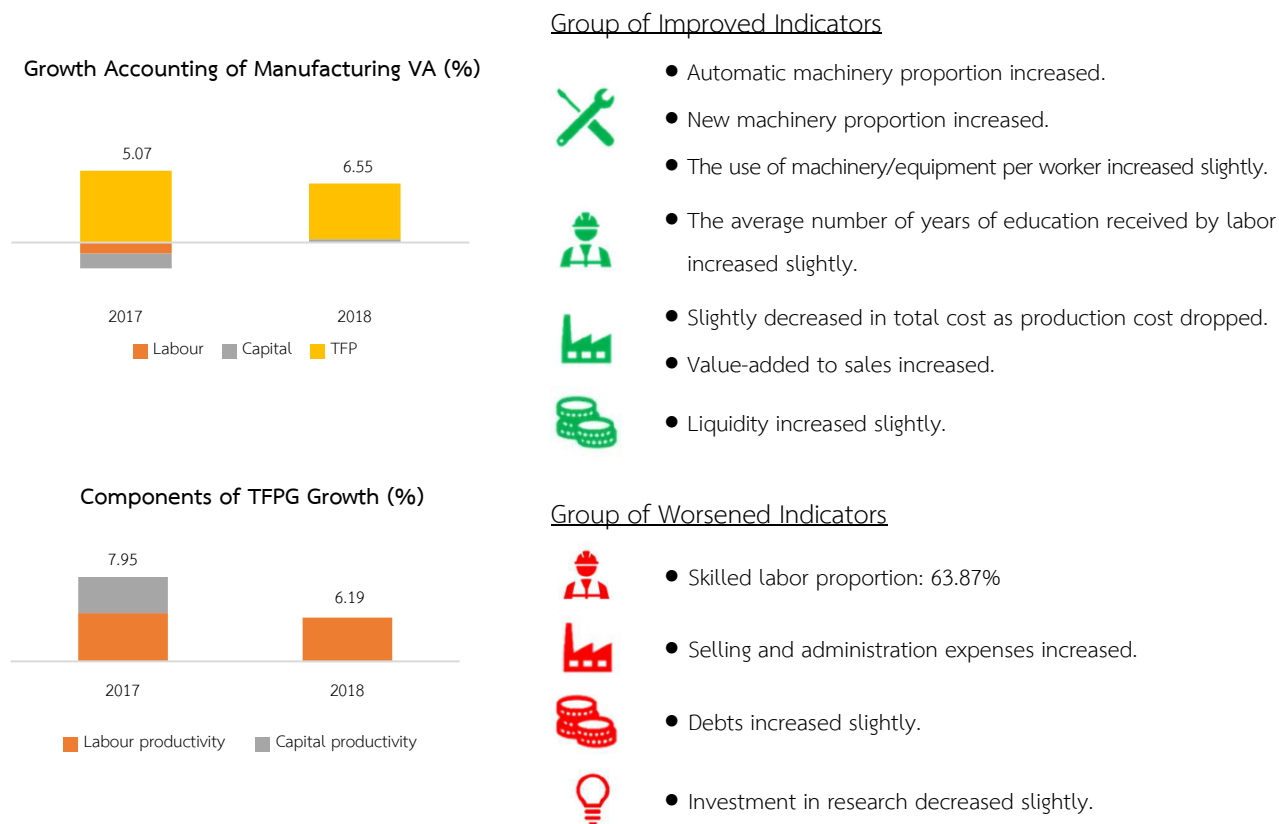 Growth Accounting of Manufacturing VA (%)
5.07
6.55
2017
2018
Labour
Capital
TFP
Components of TFPG Growth (%)
7.95
6.19
2017
2018
Labour productivity
Capital productivity
Group of Improved Indicators
● Automatic machinery proportion increased.
● New machinery proportion increased.
● The use of machinery/equipment per worker increased slightly.
● The average number of years of education received by labor
increased slightly.
● Slightly decreased in total cost as production cost dropped.
● Value-added to sales increased.
● Liquidity increased slightly.
Group of Worsened Indicators
● Skilled labor proportion: 63.87%
● Selling and administration expenses increased.
● Debts increased slightly.
● Investment in research decreased slightly.